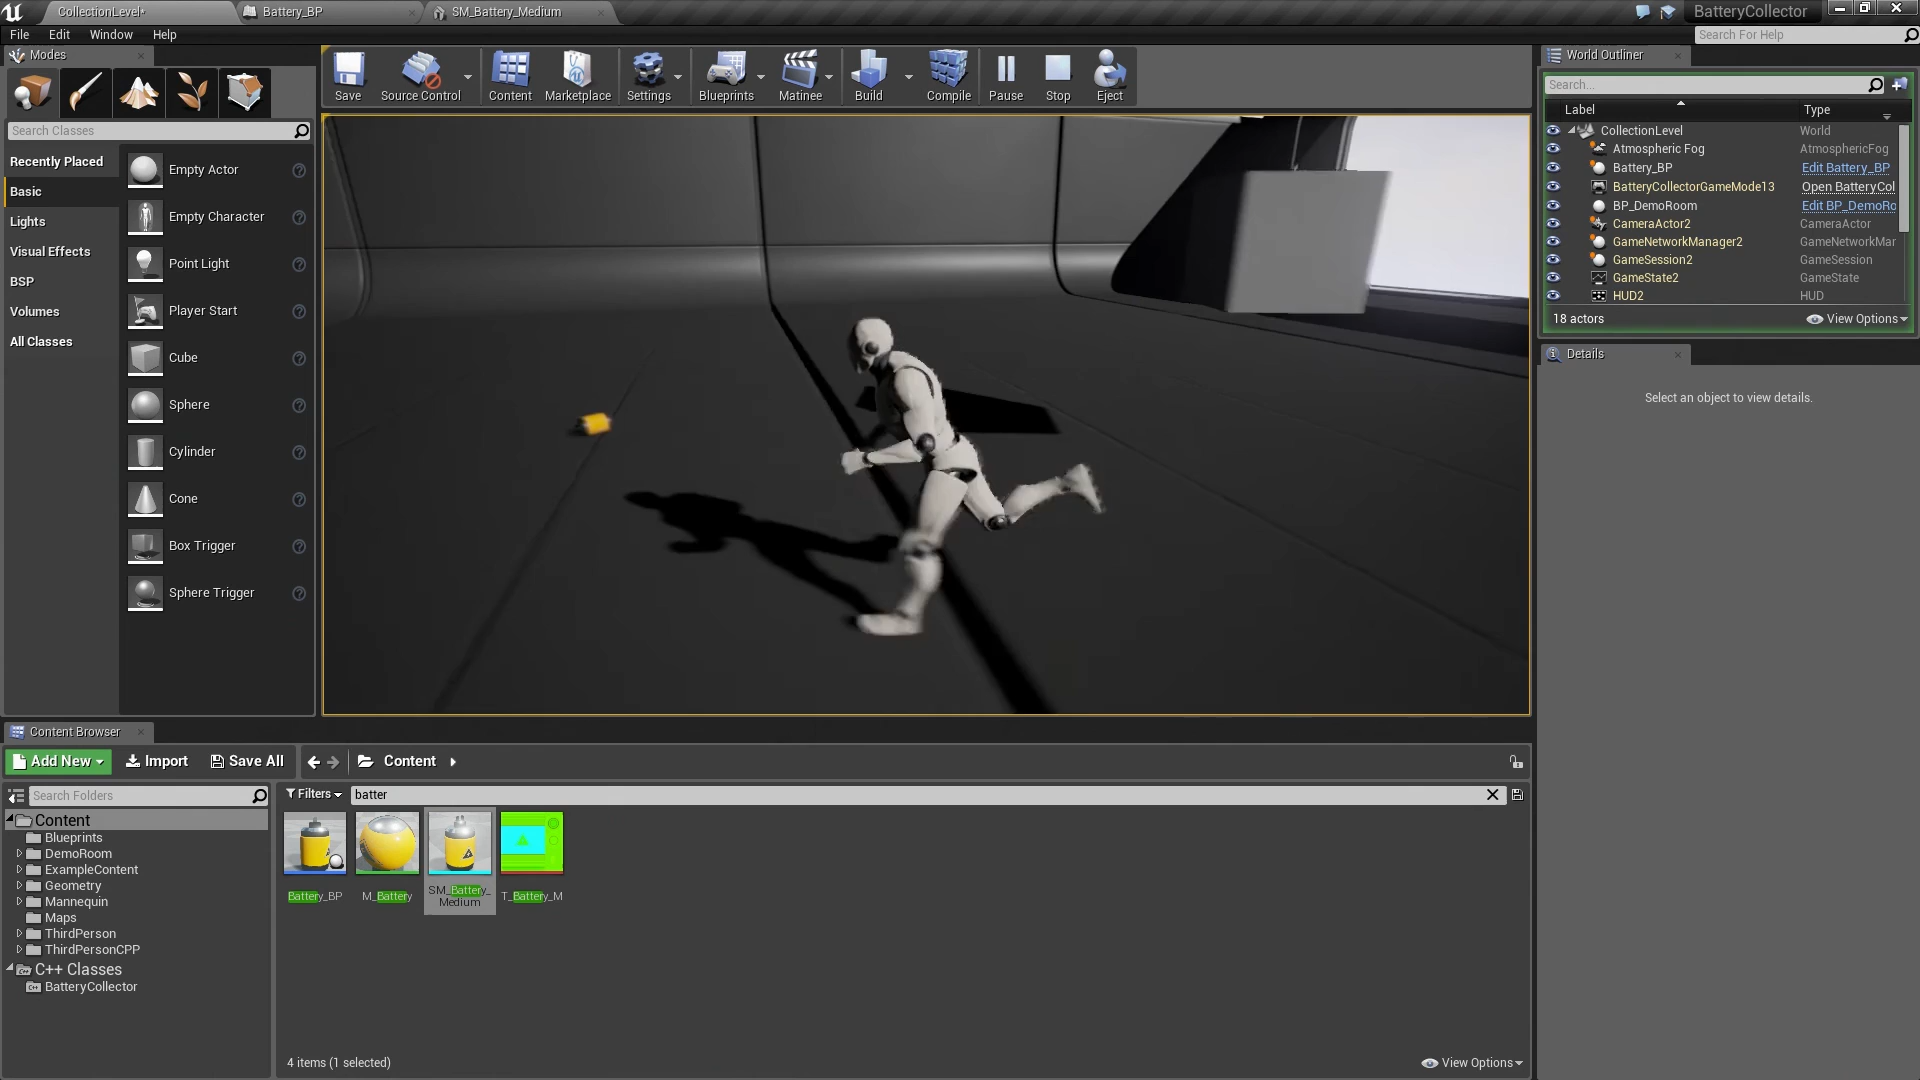 CollectionLevel*
Battery_BP
SM_Battery_Medium
BatteryCollector
File Edit Window Help
Search For Help
Modes
Save
Source Control
Content
Marketplace
Settings
Blueprints
Matinee
Build
Compile
Pause
Stop
Eject
Search Classes
Recently Placed
Basic
Lights
Visual Effects
BSP
Volumes
All Classes
Empty Actor
Empty Character
Point Light
Player Start
Cube
Sphere
Cylinder
Cone
Box Trigger
Sphere Trigger
World Outliner
Search...
Label Type
CollectionLevel World
Atmospheric Fog AtmosphericFog
Battery_BP Edit Battery_BP
BatteryCollectorGameMode13 Open BatteryCol
BP_DemoRoom Edit BP_DemoRo
CameraActor2 CameraActor
GameNetworkManager2 GameNetworkMar
GameSession2 GameSession
GameState2 GameState
HUD2 HUD
18 actors View Options
Details
Select an object to view details.
Content Browser
Add New Import Save All Content
Search Folders
Filters batter
Content
Blueprints
DemoRoom
ExampleContent
Geometry
Mannequin
Maps
ThirdPerson
ThirdPersonCPP
C++ Classes
BatteryCollector
Battery_BP
M_Battery
SM_Battery_
Medium
T_Battery_M
4 items (1 selected)
View Options